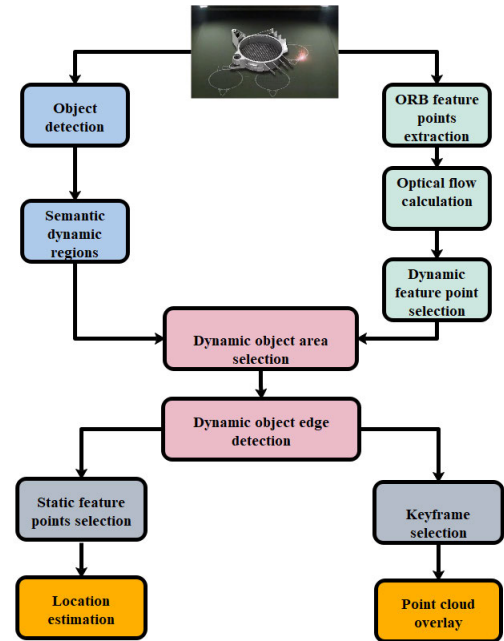 Object
detection
ORB feature
points
extraction
Optical flow
calculation
Semantic
dynamic
regions
Dynamic
feature point
selection
Dynamic object area
selection
Dynamic object edge
detection
Static feature
points selection
Keyframe
selection
Location
estimation
Point cloud
overlay